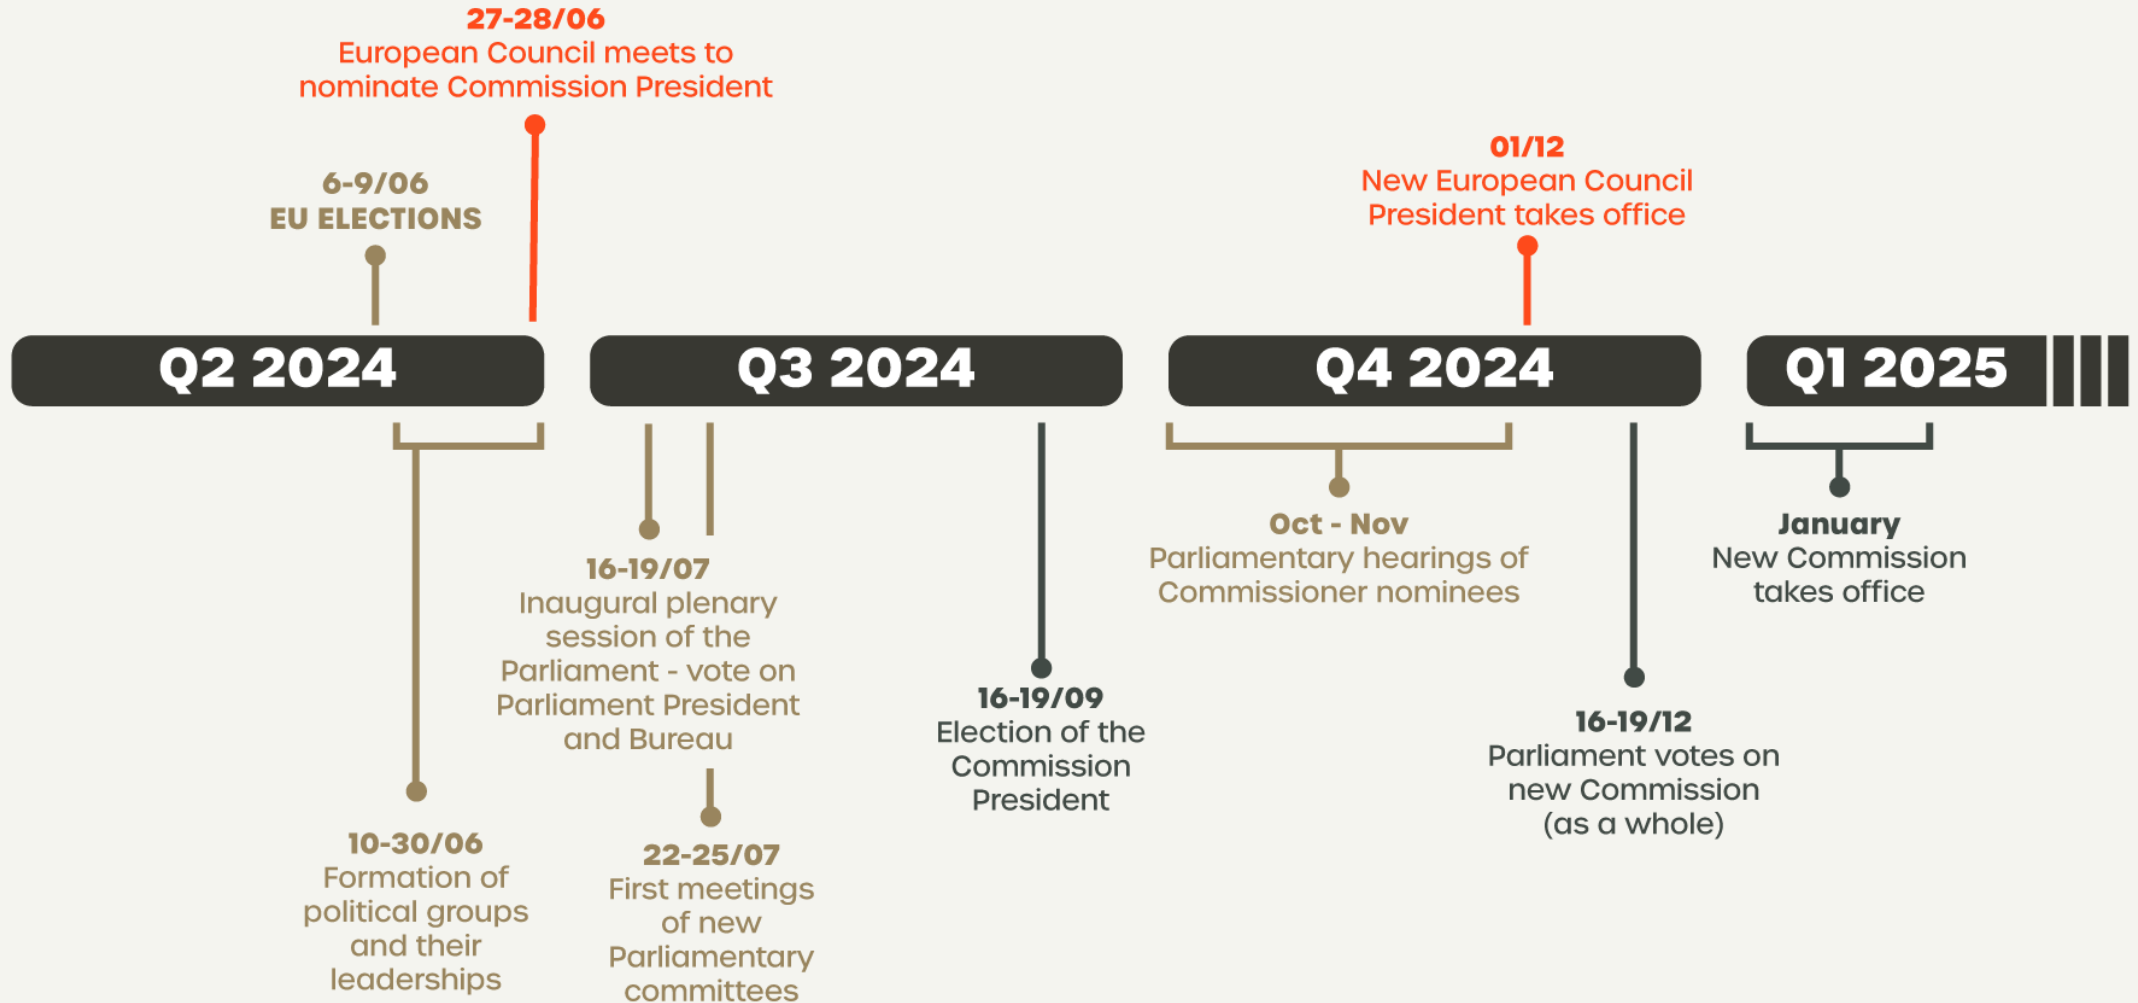 27-28/06
European Council meets to
nominate Commission President
6-9/06
EU ELECTIONS
01/12
New European Council
President takes office
Q2 2024
Q3 2024
Q4 2024
Q1 2025
10-30/06
Formation of
political groups
and their
leaderships
16-19/07
Inaugural plenary
session of the
Parliament - vote on
Parliament President
and Bureau
22-25/07
First meetings
of new
Parliamentary
committees
16-19/09
Election of the
Commission
President
Oct - Nov
Parliamentary hearings of
Commissioner nominees
16-19/12
Parliament votes on
new Commission
(as a whole)
January
New Commission
takes office